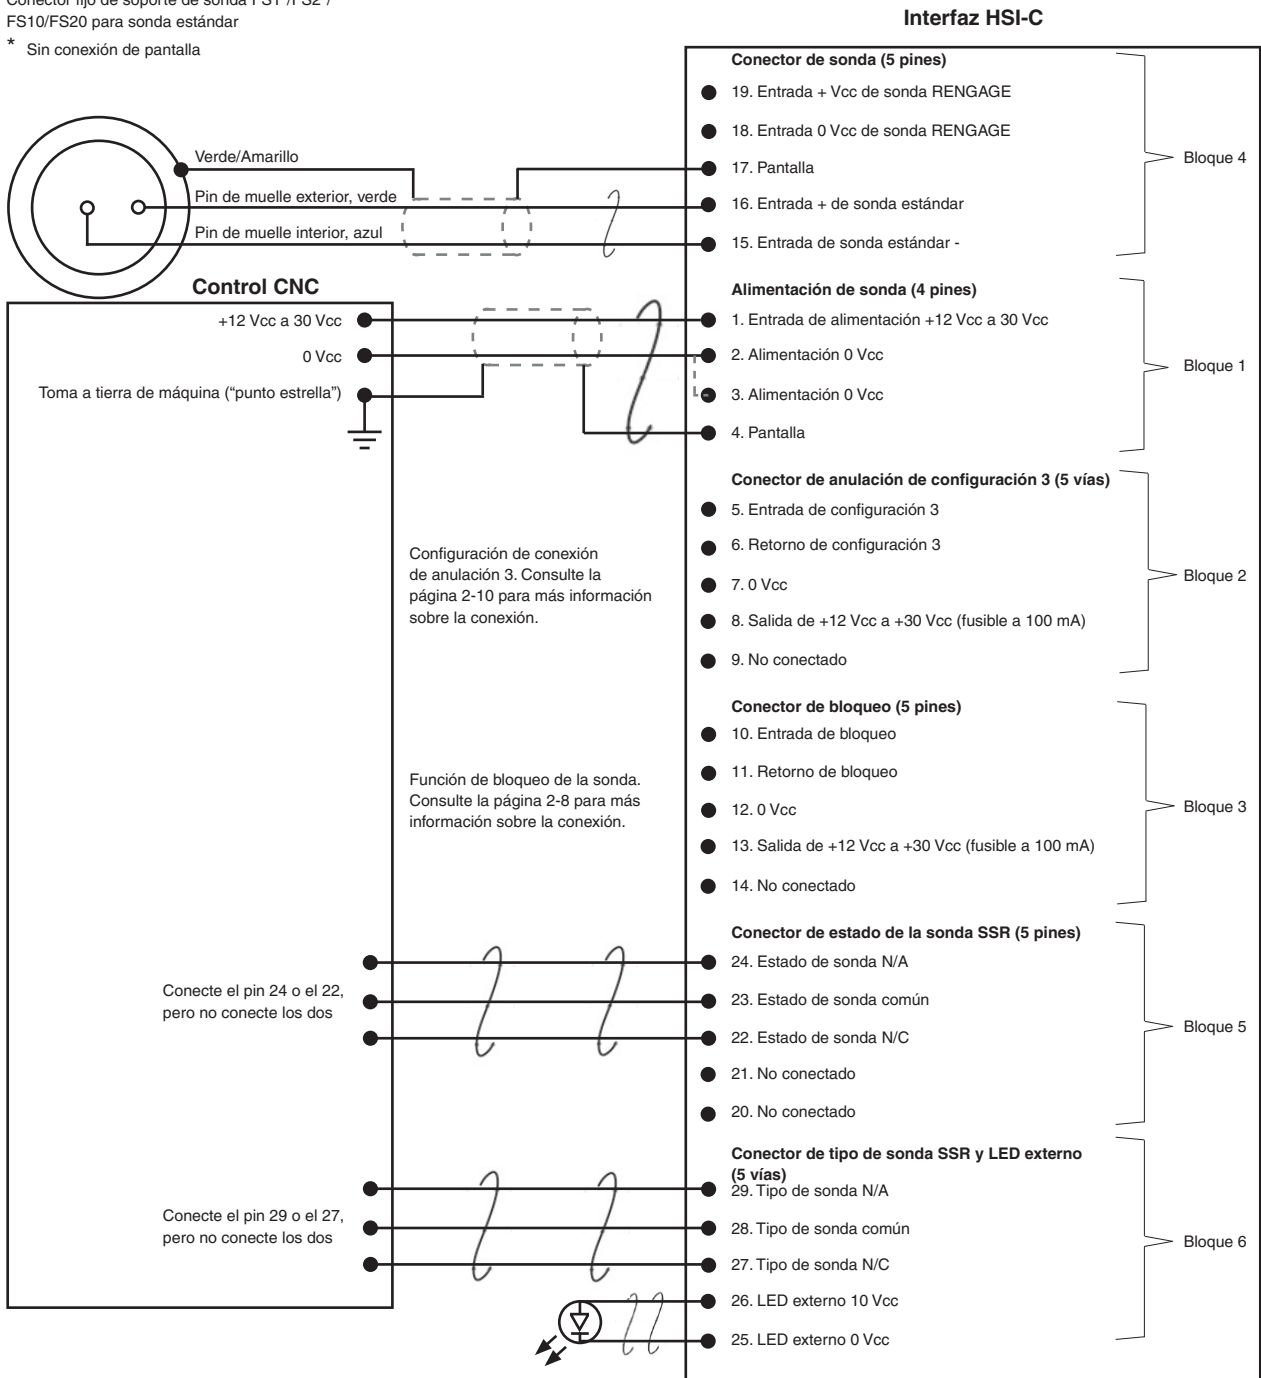 Conector fijo de soporte de sonda FS1*/FS2*/
FS10/FS20 para sonda estándar
* Sin conexión de pantalla
Interfaz HSI-C
Conector de sonda (5 pines)
19. Entrada + Vcc de sonda RENGAGE
18. Entrada 0 Vcc de sonda RENGAGE
17. Pantalla
16. Entrada + de sonda estándar
15. Entrada de sonda estándar -
Bloque 4
Verde/Amarillo
Pin de muelle exterior, verde
Pin de muelle interior, azul
Control CNC
+12 Vcc a 30 Vcc
0 Vcc
Toma a tierra de máquina (“punto estrella”)
Alimentación de sonda (4 pines)
1. Entrada de alimentación +12 Vcc a 30 Vcc
2. Alimentación 0 Vcc
3. Alimentación 0 Vcc
4. Pantalla
Bloque 1
Configuración de conexión
de anulación 3. Consulte la
página 2-10 para más información
sobre la conexión.
Conector de anulación de configuración 3 (5 vías)
5. Entrada de configuración 3
6. Retorno de configuración 3
7. 0 Vcc
8. Salida de +12 Vcc a +30 Vcc (fusible a 100 mA)
9. No conectado
Bloque 2
Función de bloqueo de la sonda.
Consulte la página 2-8 para más
información sobre la conexión.
Conector de bloqueo (5 pines)
10. Entrada de bloqueo
11. Retorno de bloqueo
12. 0 Vcc
13. Salida de +12 Vcc a +30 Vcc (fusible a 100 mA)
14. No conectado
Bloque 3
Conecte el pin 24 o el 22,
pero no conecte los dos
Conector de estado de la sonda SSR (5 pines)
24. Estado de sonda N/A
23. Estado de sonda común
22. Estado de sonda N/C
21. No conectado
20. No conectado
Bloque 5
Conecte el pin 29 o el 27,
pero no conecte los dos
Conector de tipo de sonda SSR y LED externo
(5 vías)
29. Tipo de sonda N/A
28. Tipo de sonda común
27. Tipo de sonda N/C
26. LED externo 10 Vcc
25. LED externo 0 Vcc
Bloque 6